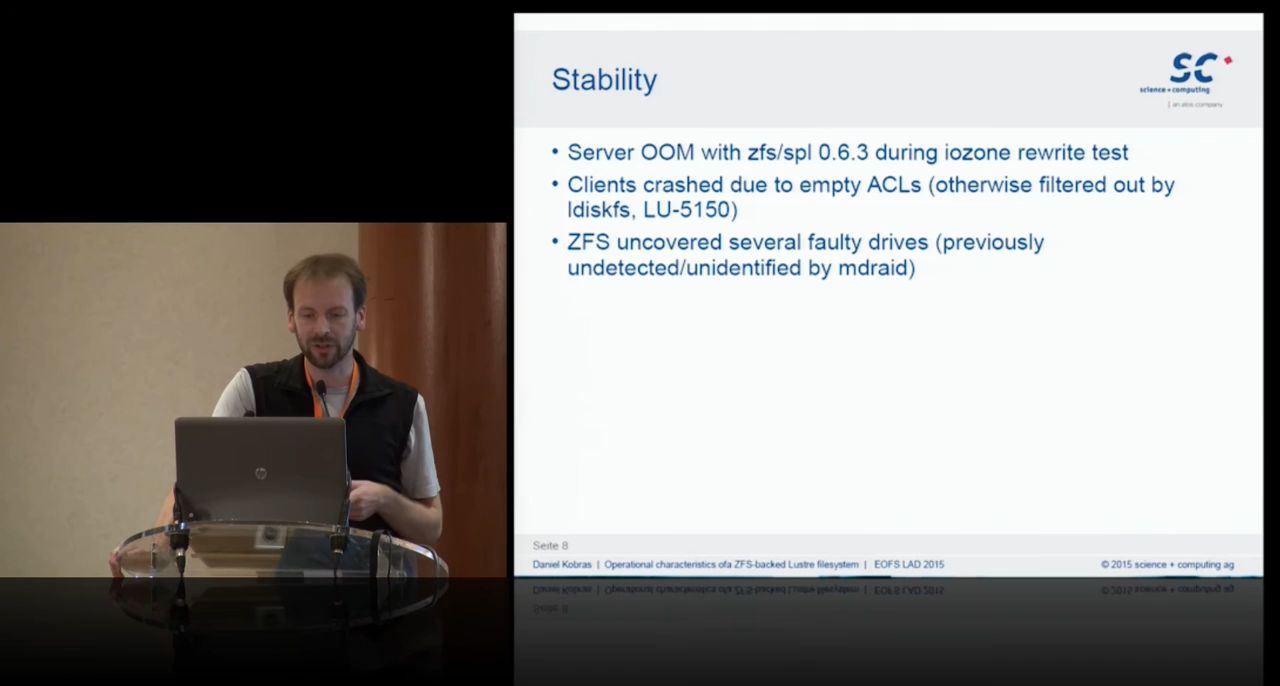 Stability
sc
science + computing
| an atos company
• Server OOM with zfs/spl 0.6.3 during iozone rewrite test
• Clients crashed due to empty ACLs (otherwise filtered out by
ldiskfs, LU-5150)
• ZFS uncovered several faulty drives (previously
undetected/unidentified by mdraid)
hp
Seite 8
Daniel Kobras | Operational characteristics ofa ZFS-backed Lustre filesystem | EOFS LAD 2015
© 2015 science + computing ag